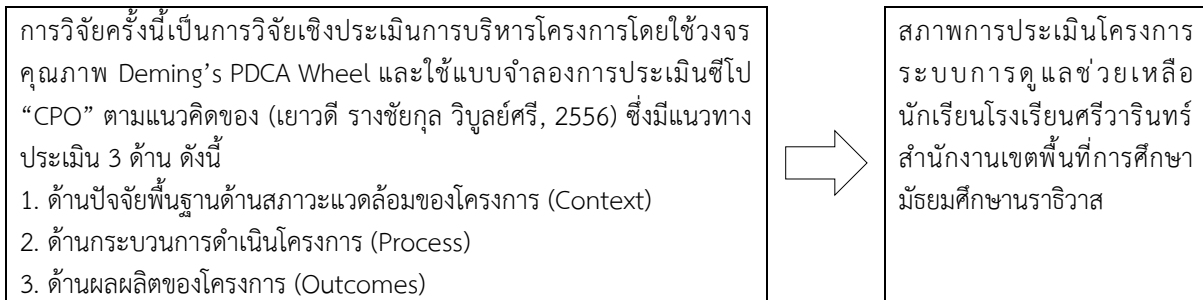 การวิจัยครั้งนี้เป็นการวิจัยเชิงประเมินการบริหารโครงการโดยใช้วงจร
คุณภาพ Deming's PDCA Wheel และใช้แบบจำลองการประเมินซีโป
"CPO" ตามแนวคิดของ (เยาวดี รางชัยกุล วิบูลย์ศรี, 2556) ซึ่งมีแนวทาง
ประเมิน 3 ด้าน ดังนี้
1. ด้านปัจจัยพื้นฐานด้านสภาวะแวดล้อมของโครงการ (Context)
2. ด้านกระบวนการดำเนินโครงการ (Process)
3. ด้านผลผลิตของโครงการ (Outcomes)
สภาพการประเมินโครงการ
ระบบการดูแลช่วยเหลือ
นักเรียนโรงเรียนศรีวารินทร์
สำนักงานเขตพื้นที่การศึกษา
มัธยมศึกษานราธิวาส